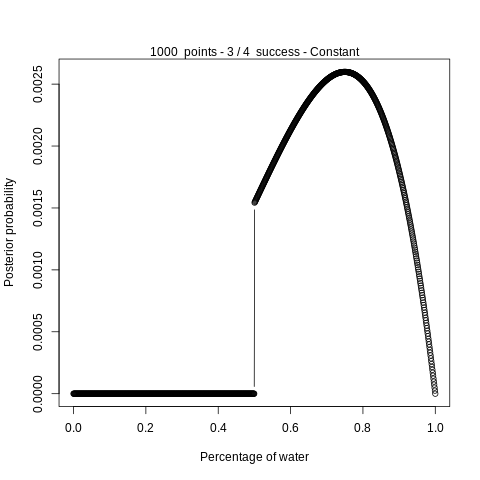 1000 points - 3 / 4 success - Constant
Posterior probability
0.0025
0.0020
0.0015
0.0010
0.0005
0.0000
0.0 0.2 0.4 0.6 0.8 1.0
Percentage of water